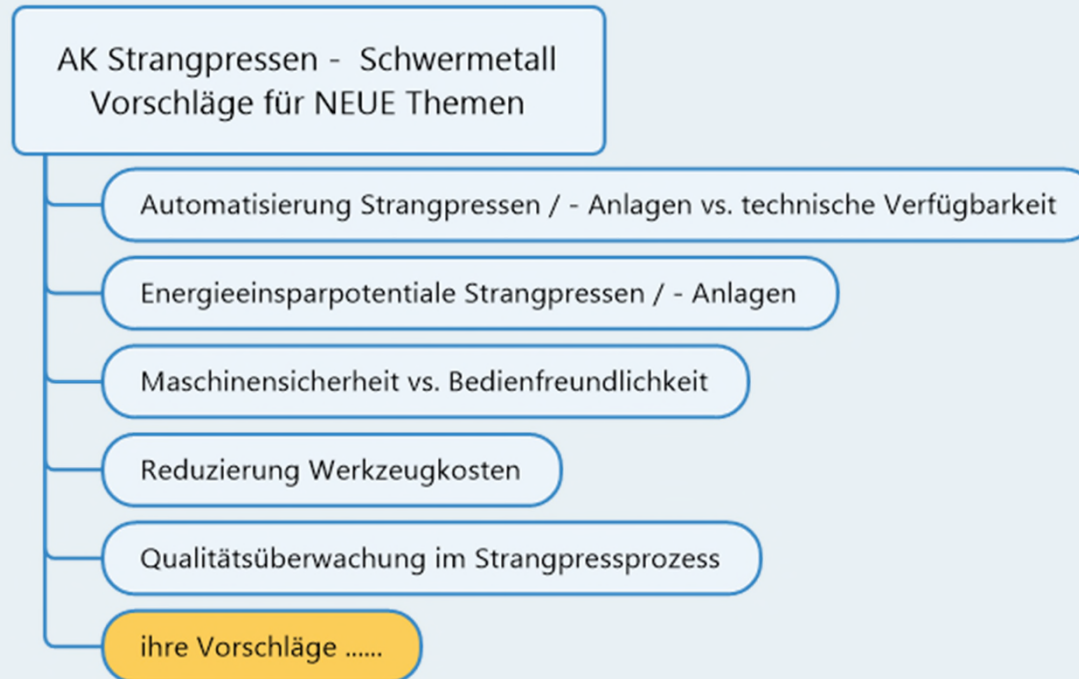 AK Strangpressen - Schwermetall
Vorschläge für NEUE Themen
Automatisierung Strangpressen / - Anlagen vs. technische Verfügbarkeit
Energieeinsparpotentiale Strangpressen / - Anlagen
Maschinensicherheit vs. Bedienfreundlichkeit
Reduzierung Werkzeugkosten
Qualitätsüberwachung im Strangpressprozess
ihre Vorschläge ......